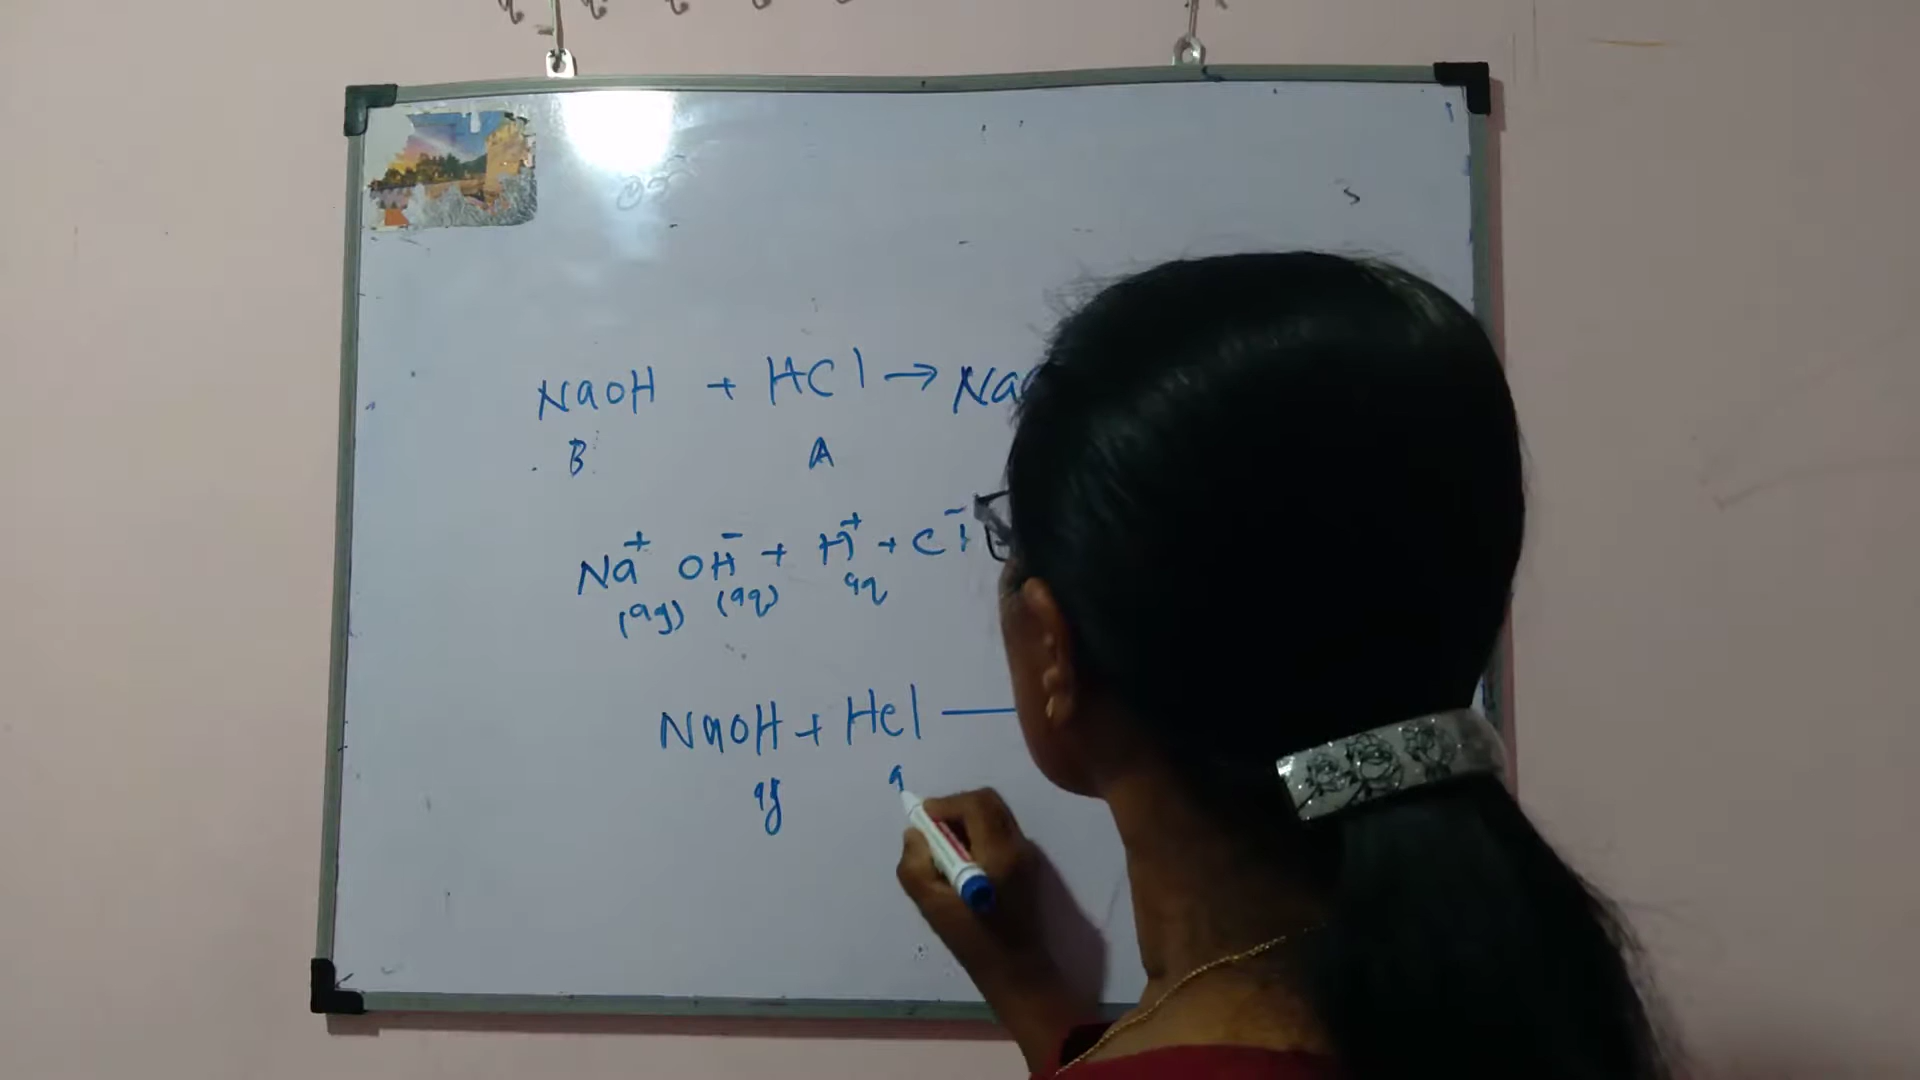 NaOH + HCl → Na
B A
Na⁺ OH⁻ + H⁺ + Cl⁻
(aq) (aq) aq
NaOH + HCl —
aq a